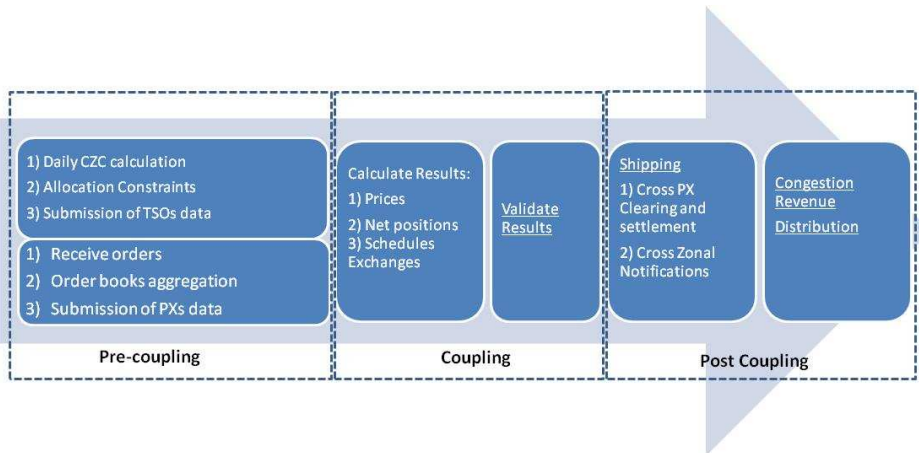 1) Daily CZC calculation
2) Allocation Constraints
3) Submission of TSOs data
1) Receive orders
2) Order books aggregation
3) Submission of PXs data
Pre-coupling
Calculate Results:
1) Prices
2) Net positions
3) Schedules
Exchanges
Validate
Results
Coupling
Shipping
1) Cross PX
Clearing and
settlement
2) Cross Zonal
Notifications
Congestion
Revenue
Distribution
Post Coupling